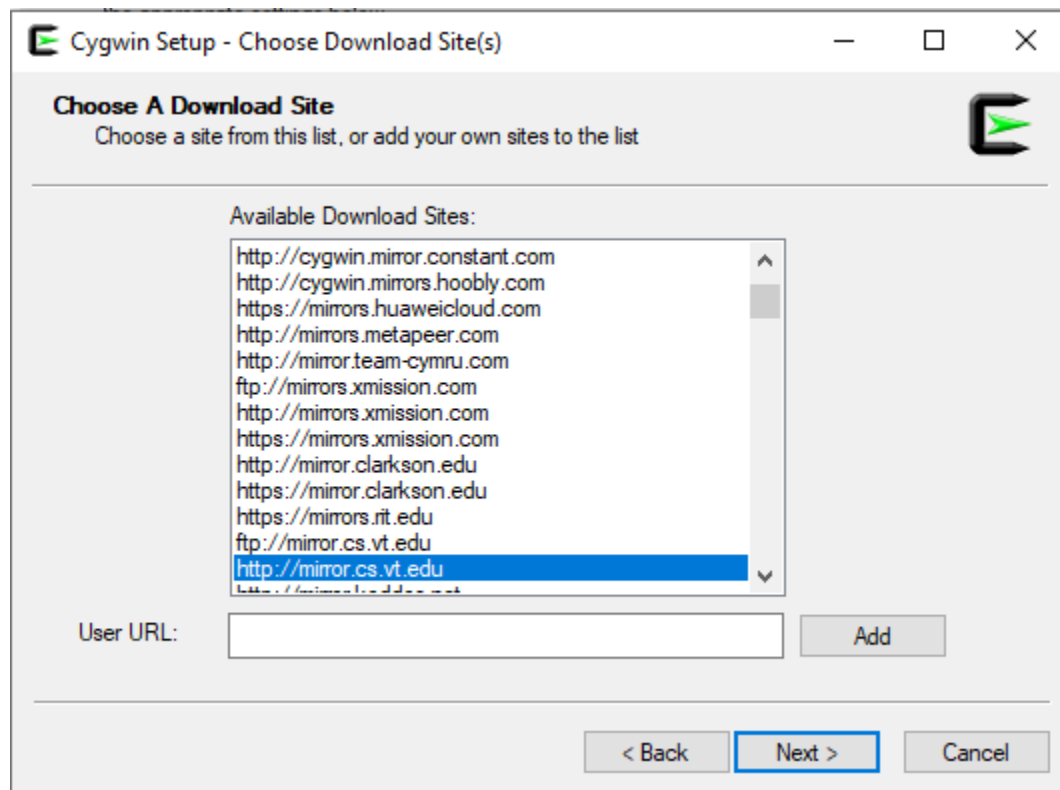 Cygwin Setup - Choose Download Site(s)
Choose A Download Site
Choose a site from this list, or add your own sites to the list
Available Download Sites:
http://cygwin.mirror.constant.com
http://cygwin.mirrors.hoobly.com
https://mirrors.huaweicloud.com
http://mirrors.metapeer.com
http://mirror.team-cymru.com
ftp://mirrors.xmission.com
http://mirrors.xmission.com
https://mirrors.xmission.com
http://mirror.clarkson.edu
https://mirror.clarkson.edu
https://mirrors.rit.edu
ftp://mirror.cs.vt.edu
http://mirror.cs.vt.edu
User URL:
Add
< Back
Next >
Cancel